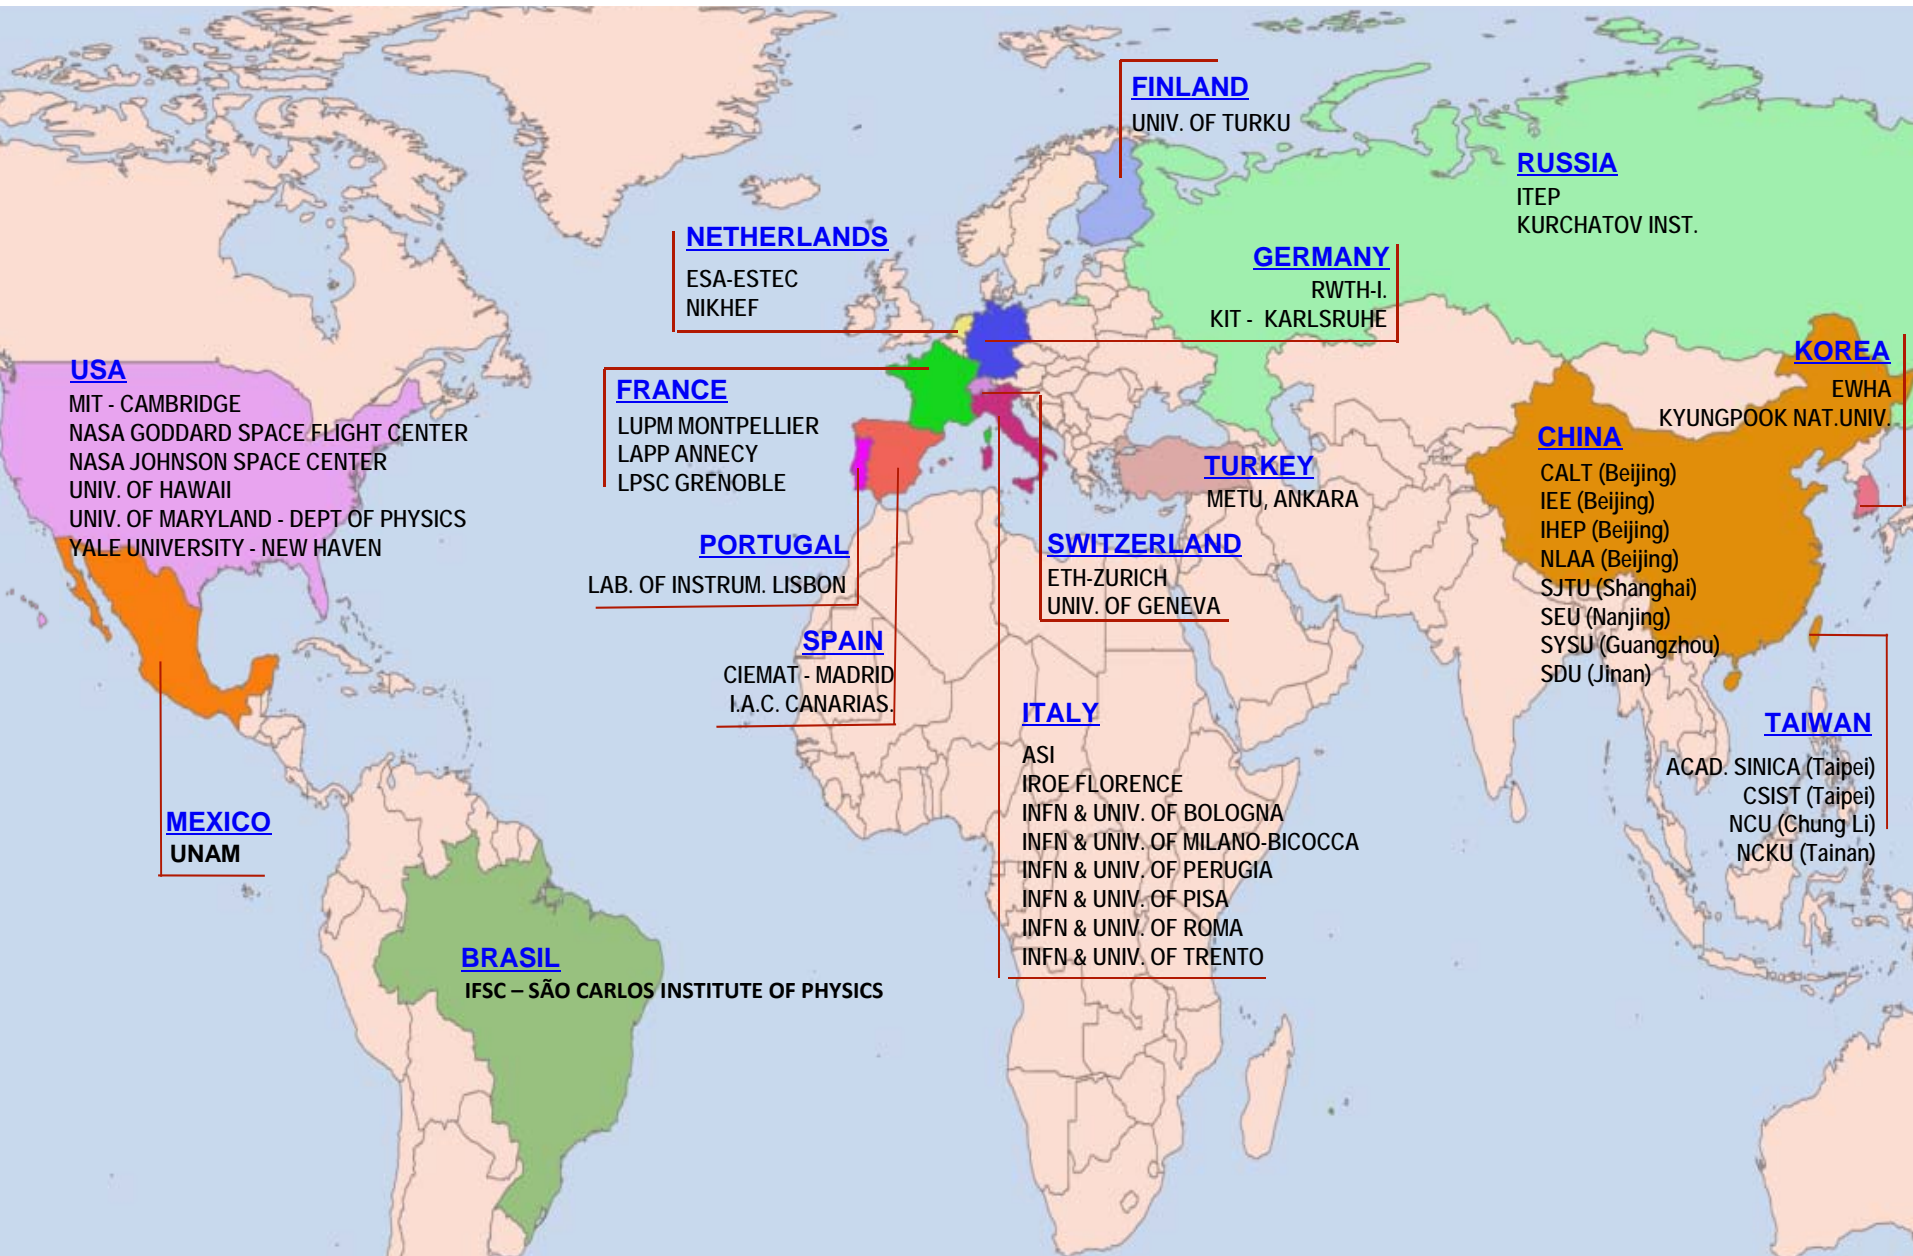 FINLAND
UNIV. OF TURKU
RUSSIA
ITEP
KURCHATOV INST.
NETHERLANDS
ESA-ESTEC
NIKHEF
GERMANY
RWTH-I.
KIT - KARLSRUHE
USA
MIT - CAMBRIDGE
NASA GODDARD SPACE FLIGHT CENTER
NASA JOHNSON SPACE CENTER
UNIV. OF HAWAII
UNIV. OF MARYLAND - DEPT OF PHYSICS
YALE UNIVERSITY - NEW HAVEN
FRANCE
LUPM MONTPELLIER
LAPP ANNECY
LPSC GRENOBLE
KOREA
EWHA
KYUNGPOOK NAT.UNIV.
CHINA
CALT (Beijing)
IEE (Beijing)
IHEP (Beijing)
NLAA (Beijing)
SJTU (Shanghai)
SEU (Nanjing)
SYSU (Guangzhou)
SDU (Jinan)
TURKEY
METU, ANKARA
PORTUGAL
LAB. OF INSTRUM. LISBON
SWITZERLAND
ETH-ZURICH
UNIV. OF GENEVA
SPAIN
CIEMAT - MADRID
I.A.C. CANARIAS.
ITALY
ASI
IROE FLORENCE
INFN & UNIV. OF BOLOGNA
INFN & UNIV. OF MILANO-BICOCCA
INFN & UNIV. OF PERUGIA
INFN & UNIV. OF PISA
INFN & UNIV. OF ROMA
INFN & UNIV. OF TRENTO
TAIWAN
ACAD. SINICA (Taipei)
CSIST (Taipei)
NCU (Chung Li)
NCKU (Tainan)
MEXICO
UNAM
BRASIL
IFSC – SÃO CARLOS INSTITUTE OF PHYSICS